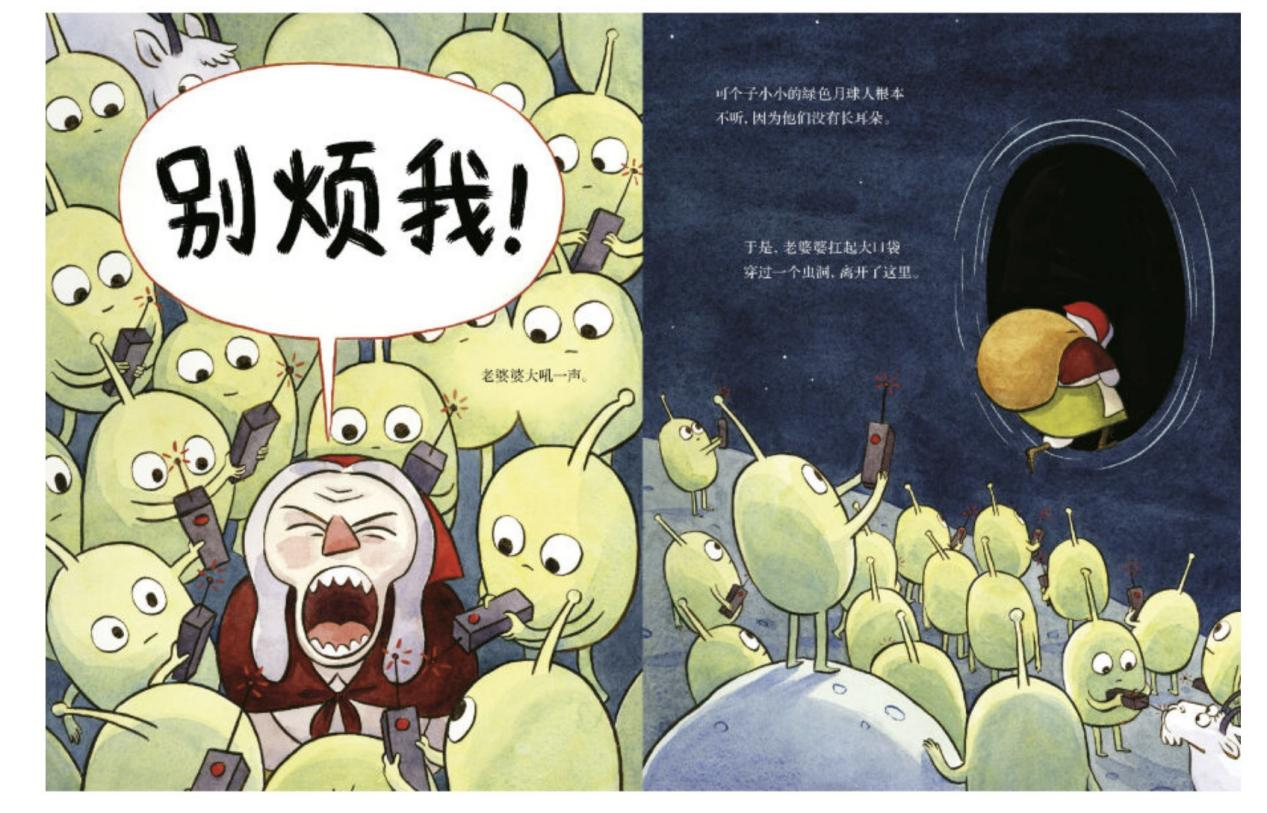 别烦我!
老婆婆大吼一声。
可个子小小的绿色月球人根本
不听,因为他们没有长耳朵。
于是,老婆婆扛起大口袋
穿过一个虫洞,离开了这里。